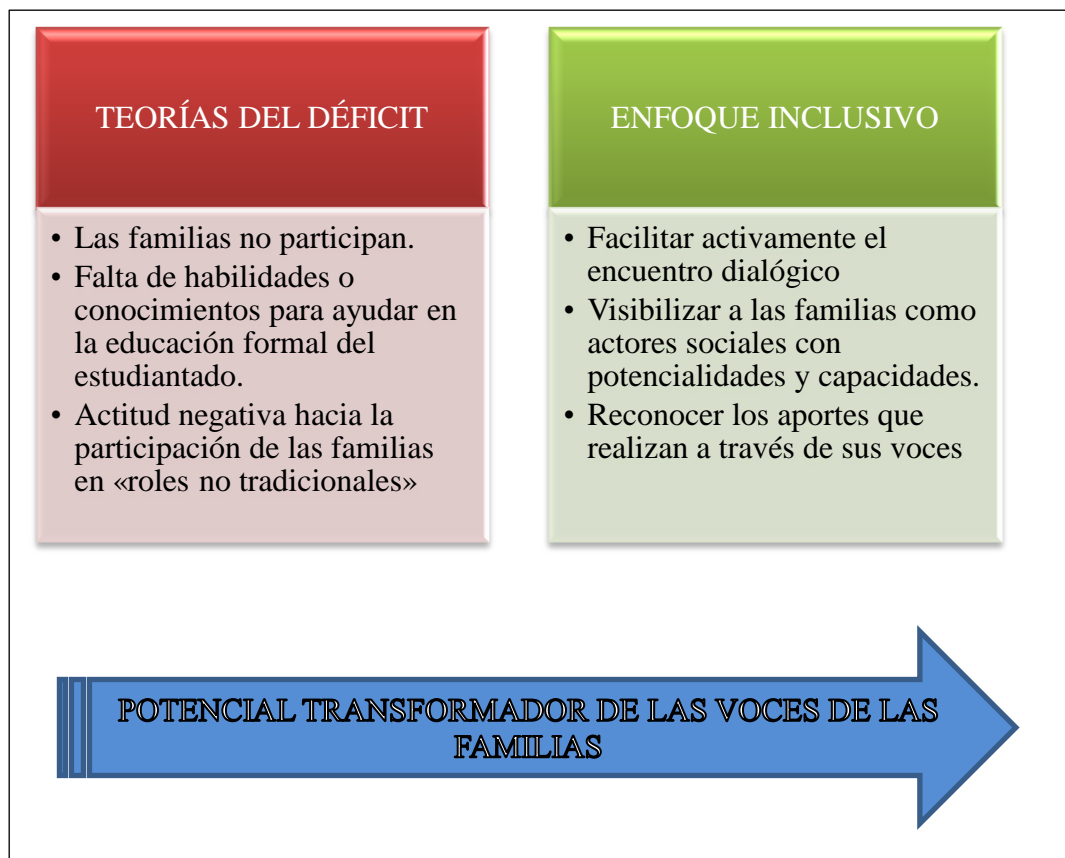 TEORÍAS DEL DÉFICIT
• Las familias no participan.
• Falta de habilidades o
conocimientos para ayudar en
la educación formal del
estudiantado.
• Actitud negativa hacia la
participación de las familias
en «roles no tradicionales»
ENFOQUE INCLUSIVO
• Facilitar activamente el
encuentro dialógico
• Visibilizar a las familias como
actores sociales con
potencialidades y capacidades.
• Reconocer los aportes que
realizan a través de sus voces
POTENCIAL TRANSFORMADOR DE LAS VOCES DE LAS
FAMILIAS